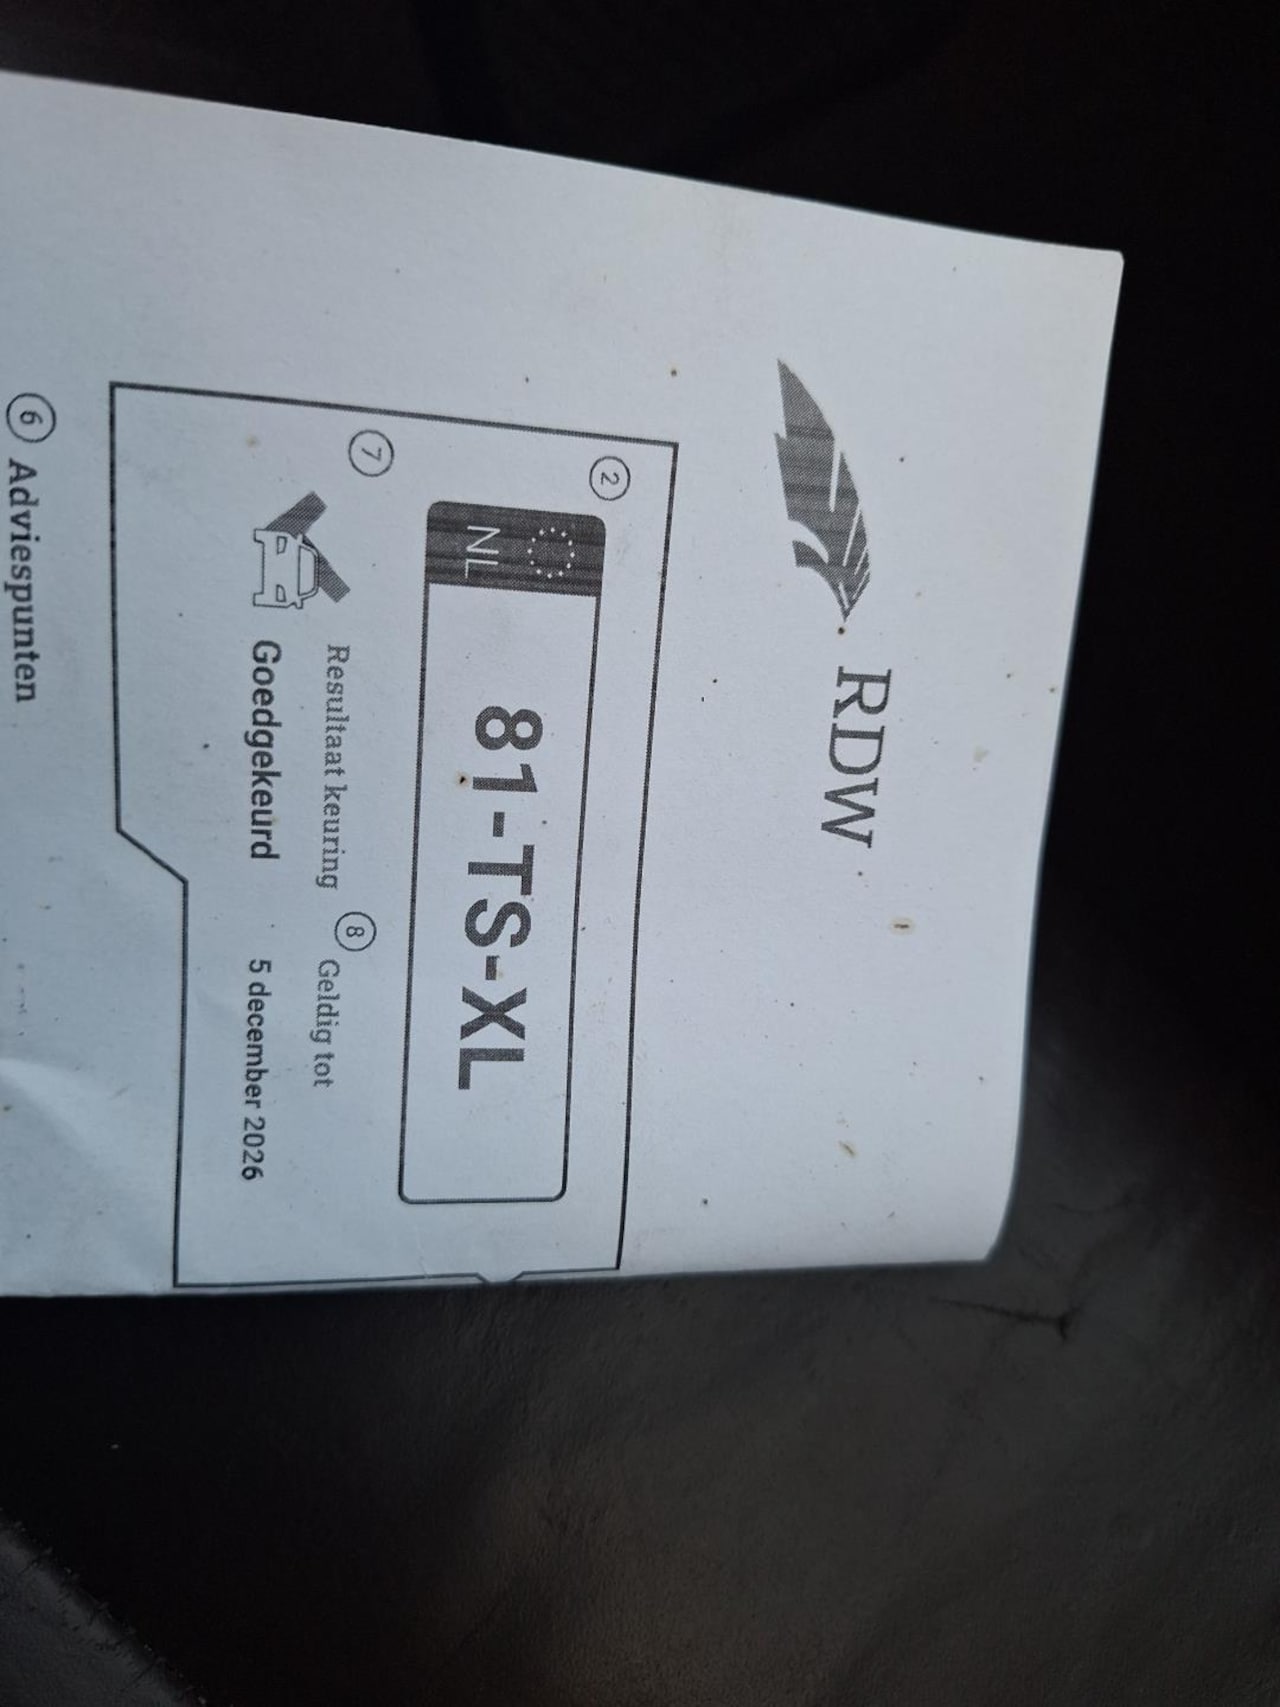 RDW
2
NL 81-TS-XL
7 Resultaat keuring 8 Geldig tot
Goedgekeurd 5 december 2026
6 Adviespunten